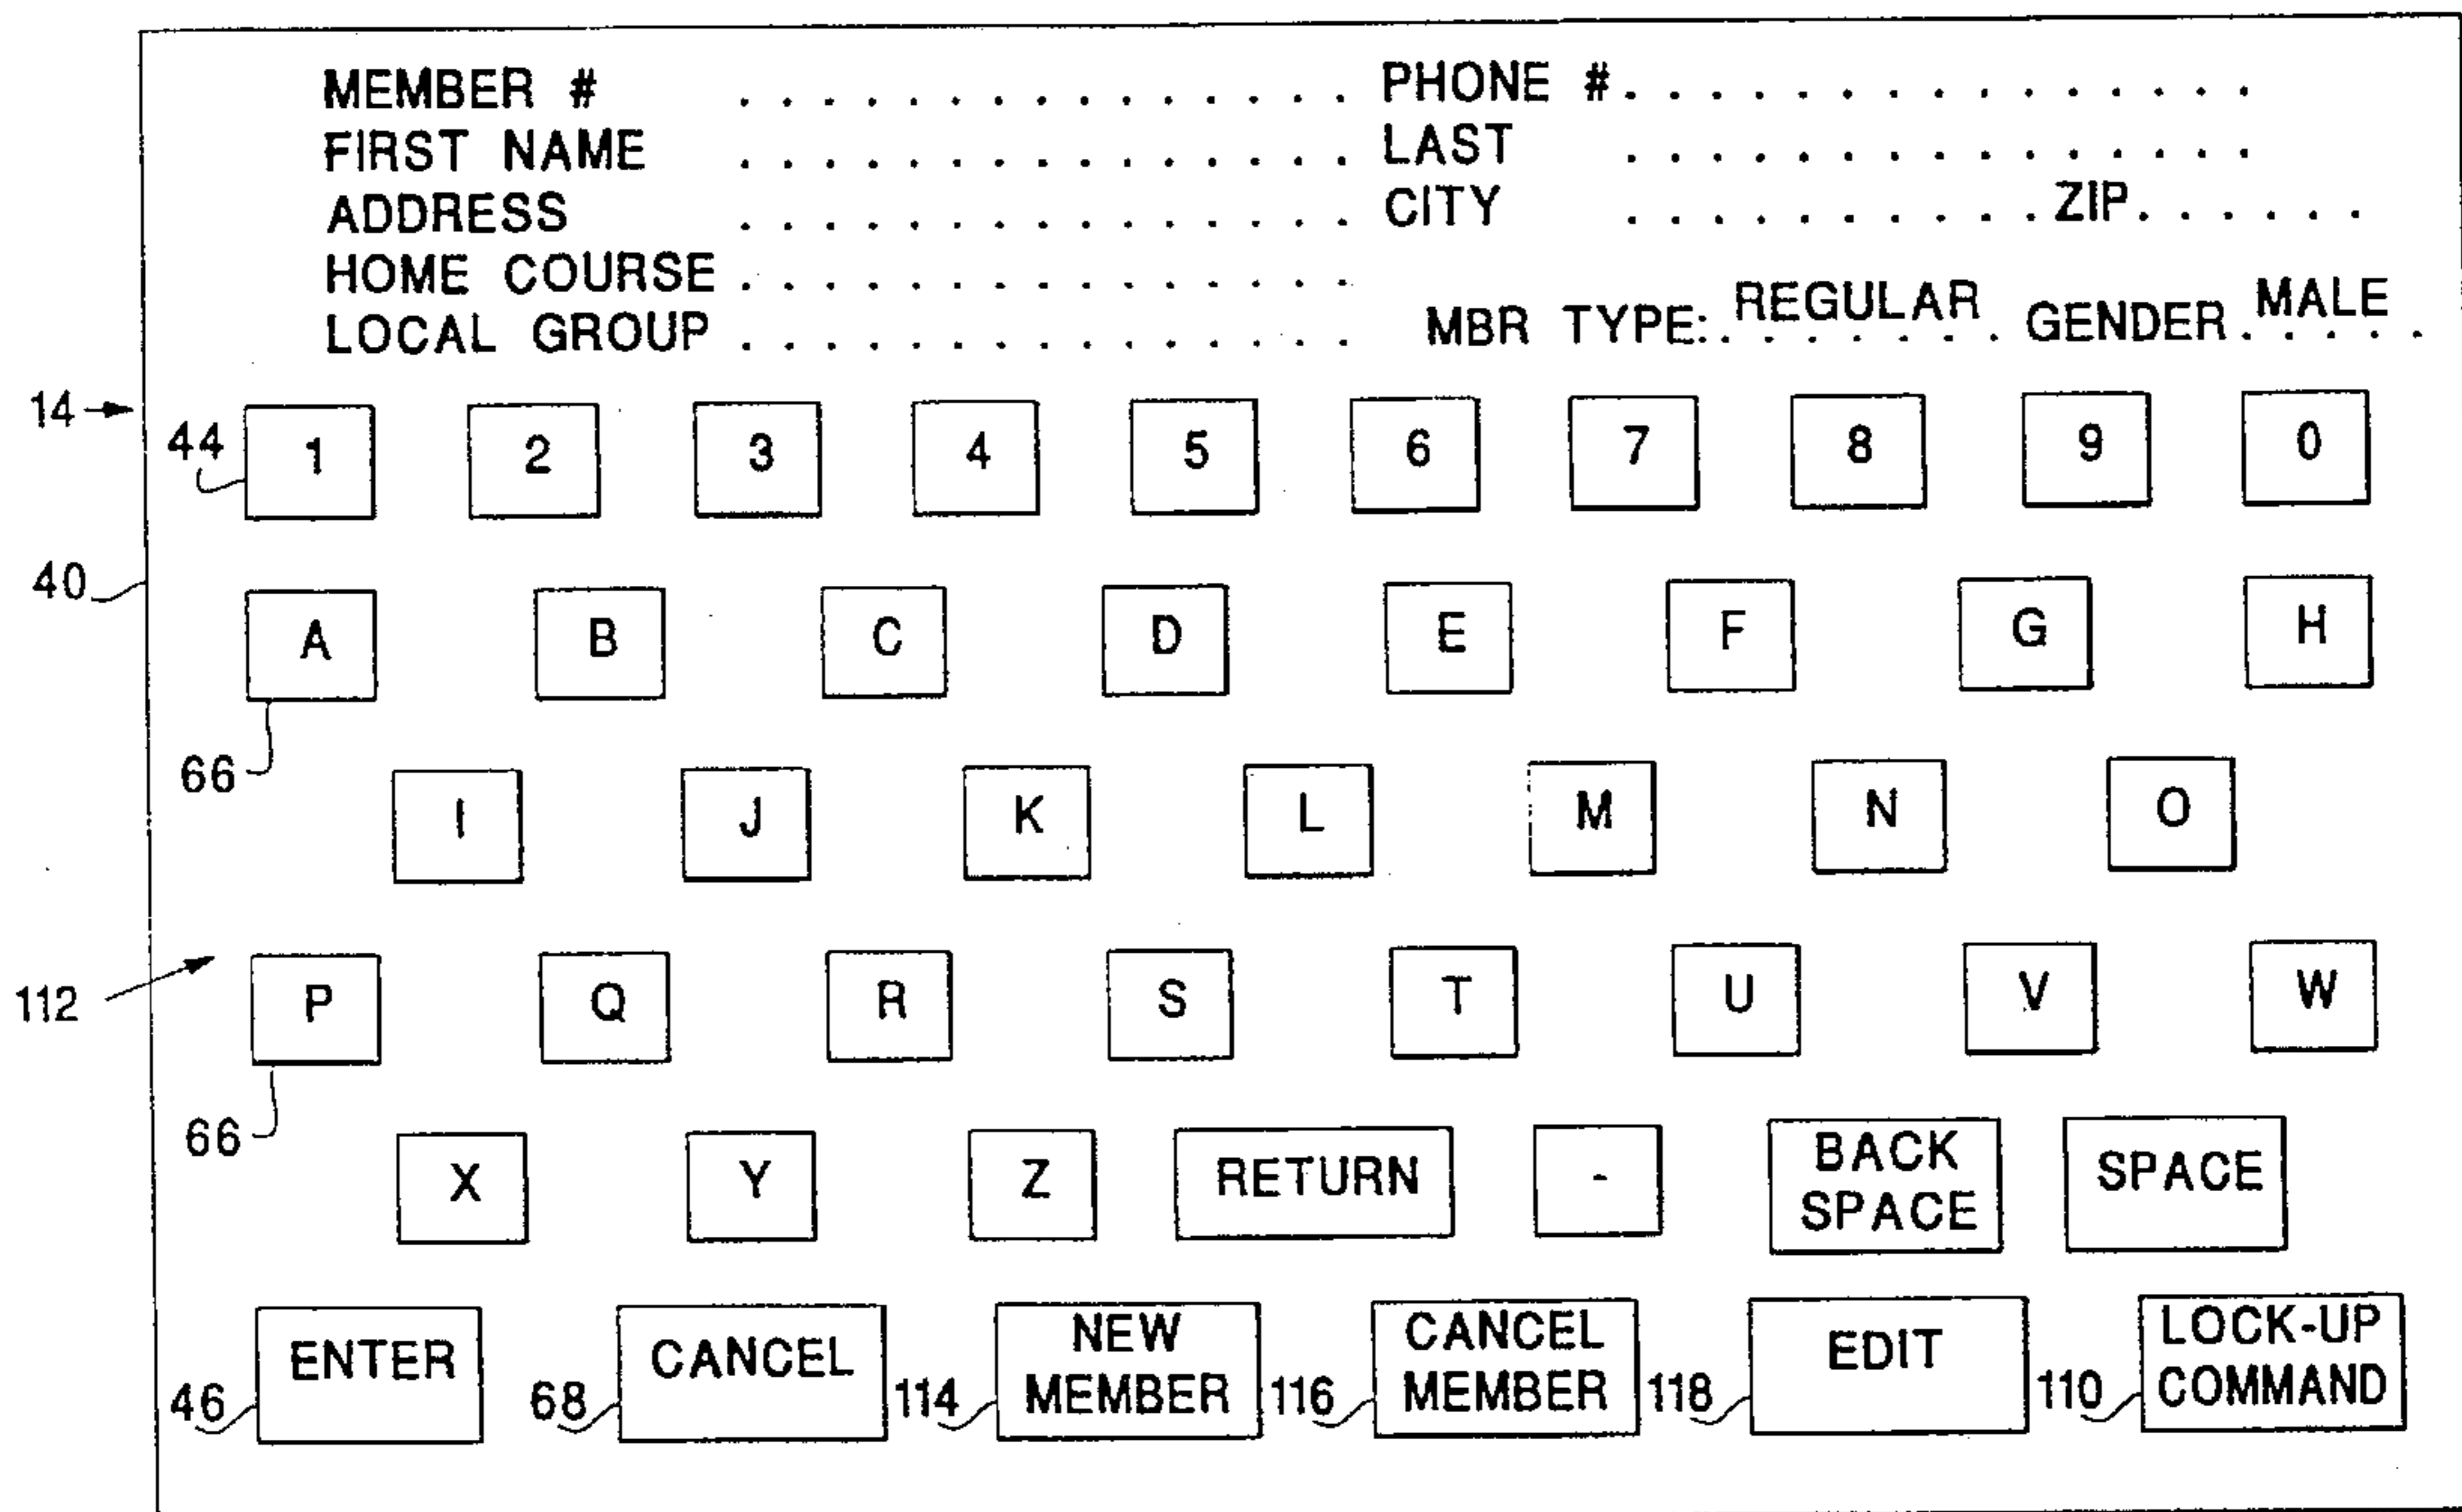 MEMBER # . . . . . . . . . . . . . . . PHONE # . . . . . . . . . . . . . . .
FIRST NAME . . . . . . . . . . . . . . . LAST . . . . . . . . . . . . . . .
ADDRESS . . . . . . . . . . . . . . . CITY . . . . . . . . . . ZIP . . . . . .
HOME COURSE . . . . . . . . . . . . . . .
LOCAL GROUP . . . . . . . . . . . . . . . MBR TYPE: REGULAR . . . . . . . GENDER MALE . . . . .
14
44 1 2 3 4 5 6 7 8 9 0
40
A B C D E F G H
66
I J K L M N O
112 P Q R S T U V W
66
X Y Z RETURN - BACK SPACE SPACE
ENTER CANCEL NEW MEMBER CANCEL MEMBER EDIT LOCK-UP COMMAND
46 68 114 116 118 110